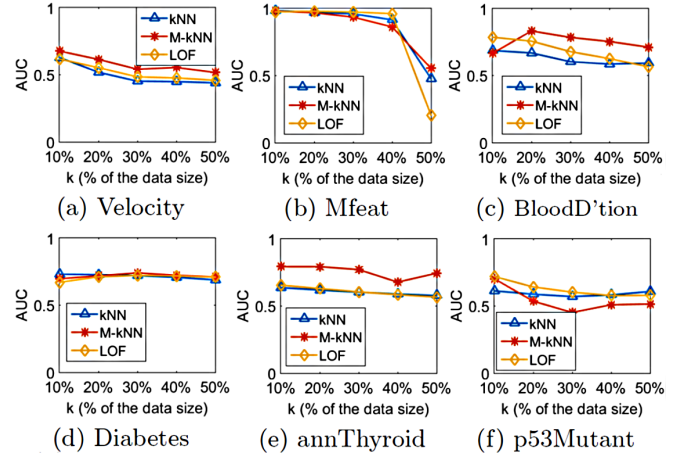 1
AUC
0.5
0
kNN
M-kNN
LOF
10% 20% 30% 40% 50%
k (% of the data size)
(a) Velocity
1
AUC
0.5
0
kNN
M-kNN
LOF
10% 20% 30% 40% 50%
k (% of the data size)
(b) Mfeat
1
AUC
0.5
0
kNN
M-kNN
LOF
10% 20% 30% 40% 50%
k (% of the data size)
(c) BloodD'tion
1
AUC
0.5
0
kNN
M-kNN
LOF
10% 20% 30% 40% 50%
k (% of the data size)
(d) Diabetes
1
AUC
0.5
0
kNN
M-kNN
LOF
10% 20% 30% 40% 50%
k (% of the data size)
(e) annThyroid
1
AUC
0.5
0
kNN
M-kNN
LOF
10% 20% 30% 40% 50%
k (% of the data size)
(f) p53Mutant